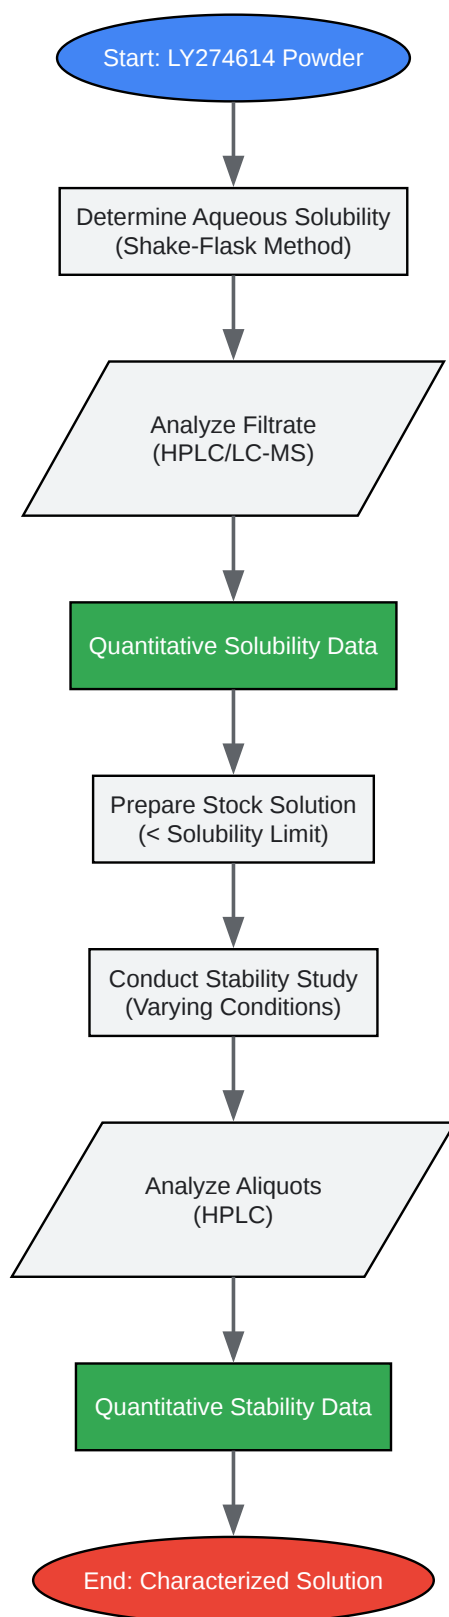 Start: LY274614 Powder
Determine Aqueous Solubility
(Shake-Flask Method)
Analyze Filtrate
(HPLC/LC-MS)
Quantitative Solubility Data
Prepare Stock Solution
(< Solubility Limit)
Conduct Stability Study
(Varying Conditions)
Analyze Aliquots
(HPLC)
Quantitative Stability Data
End: Characterized Solution